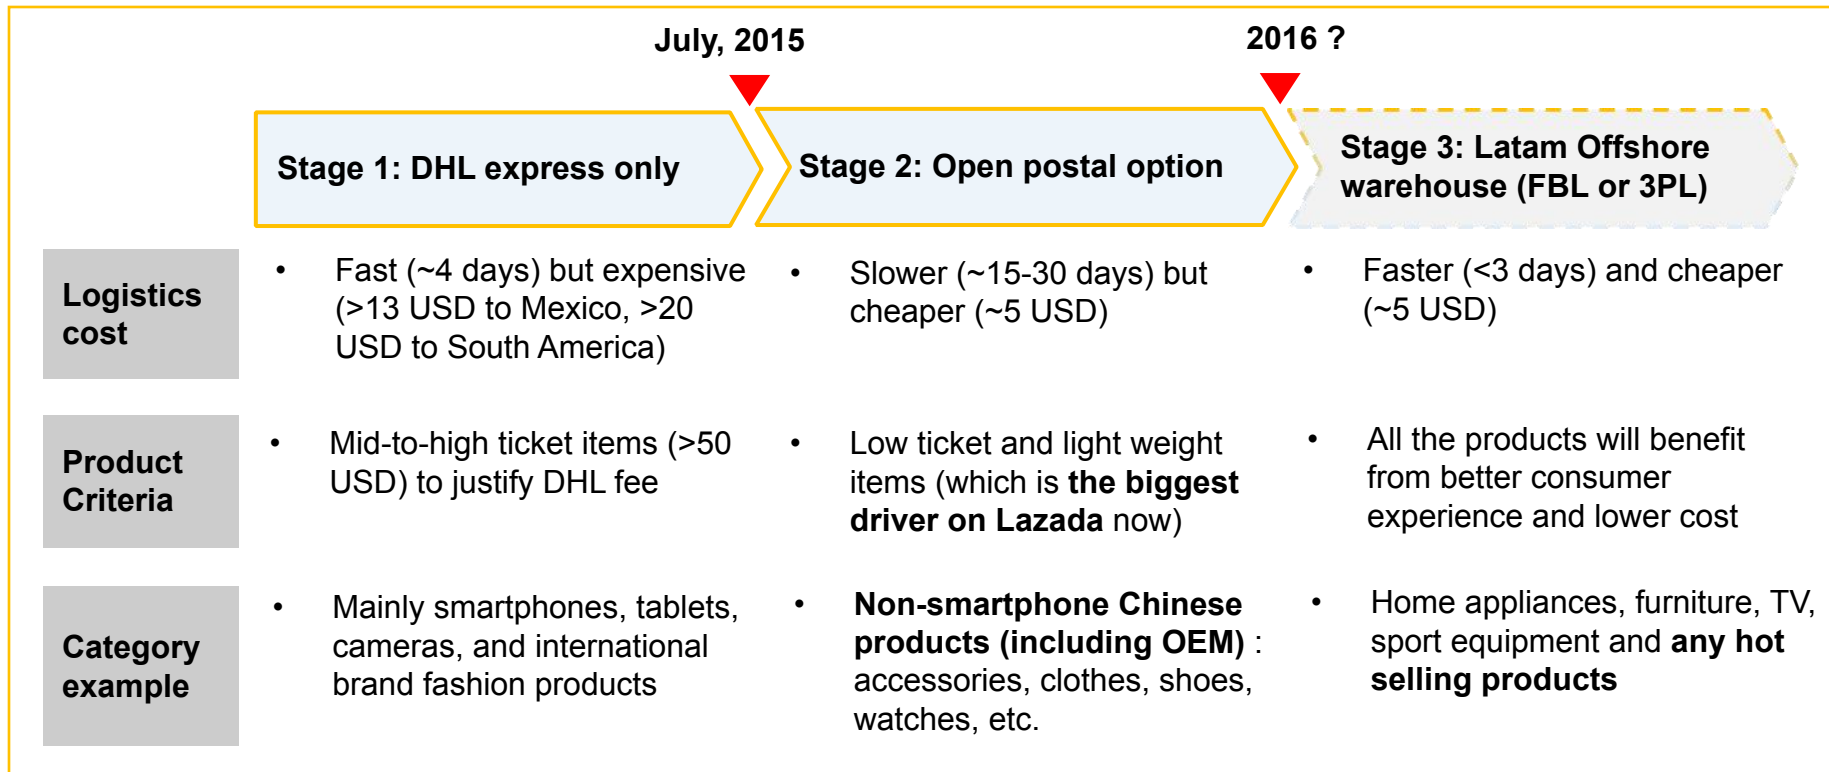 July, 2015
2016 ?
Stage 1: DHL express only
Stage 2: Open postal option
Stage 3: Latam Offshore
warehouse (FBL or 3PL)
Logistics
cost
• Fast (~4 days) but expensive
(>13 USD to Mexico, >20
USD to South America)
• Slower (~15-30 days) but
cheaper (~5 USD)
• Faster (<3 days) and cheaper
(~5 USD)
Product
Criteria
• Mid-to-high ticket items (>50
USD) to justify DHL fee
• Low ticket and light weight
items (which is the biggest
driver on Lazada now)
• All the products will benefit
from better consumer
experience and lower cost
Category
example
• Mainly smartphones, tablets,
cameras, and international
brand fashion products
• Non-smartphone Chinese
products (including OEM) :
accessories, clothes, shoes,
watches, etc.
• Home appliances, furniture, TV,
sport equipment and any hot
selling products